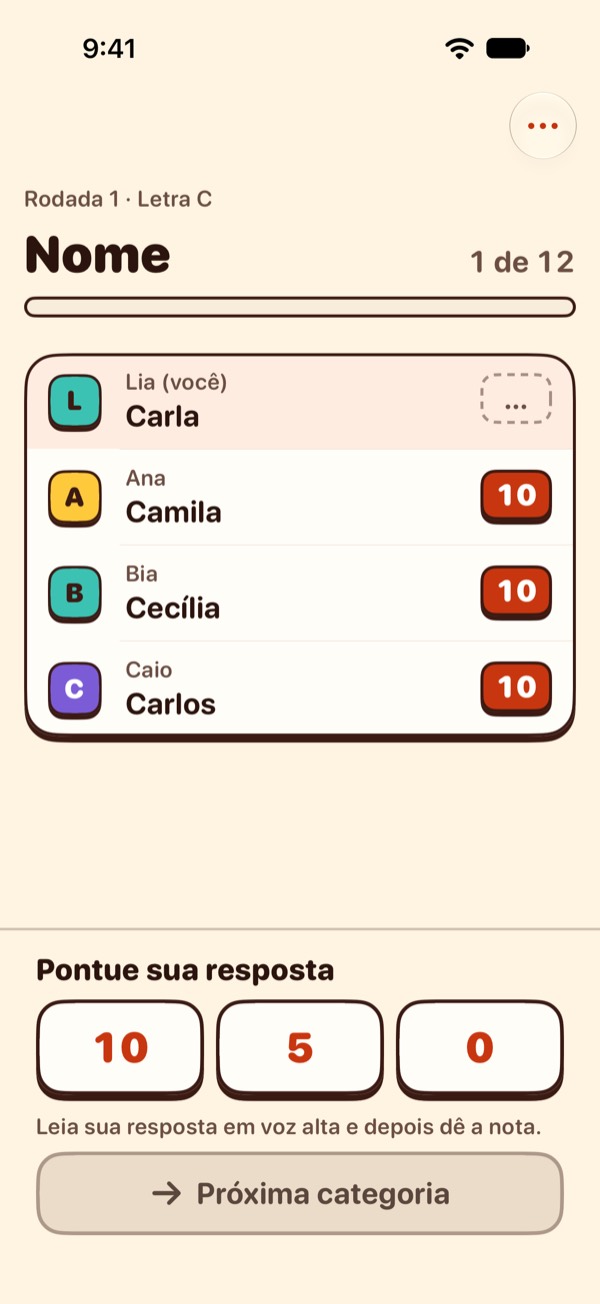 9:41
Rodada 1 · Letra C
Nome
1 de 12
L
Lia (você)
Carla
...
A
Ana
Camila
10
B
Bia
Cecília
10
C
Caio
Carlos
10
Pontue sua resposta
10
5
0
Leia sua resposta em voz alta e depois dê a nota.
→ Próxima categoria